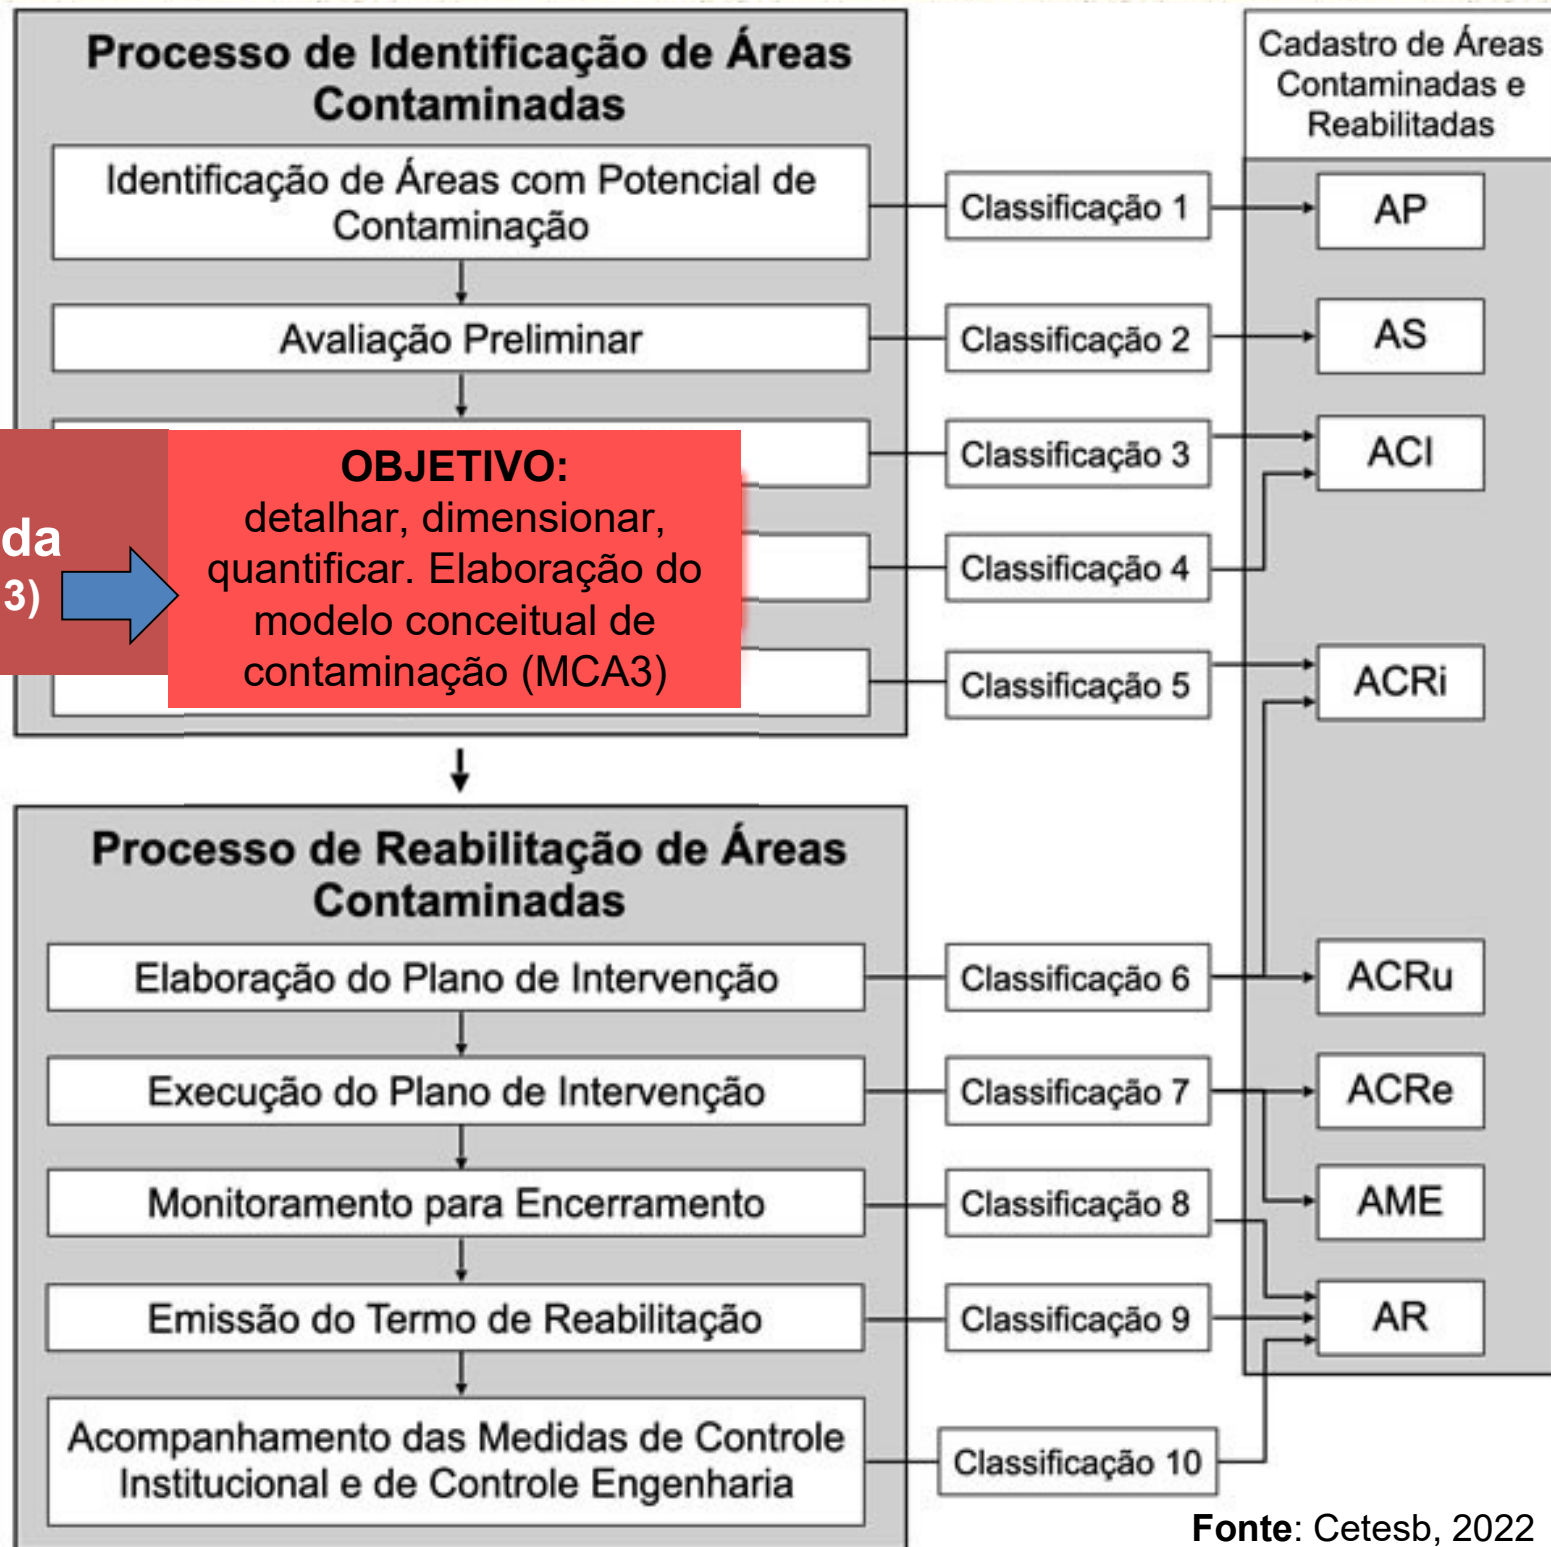 Processo de Identificação de Áreas
Contaminadas
Identificação de Áreas com Potencial de
Contaminação
Classificação 1
Cadastro de Áreas
Contaminadas e
Reabilitadas
AP
Avaliação Preliminar
Classificação 2
AS
Classificação 3
ACI
da
3)
OBJETIVO:
detalhar, dimensionar,
quantificar. Elaboração do
modelo conceitual de
contaminação (MCA3)
Classificação 4
Classificação 5
ACRi
Processo de Reabilitação de Áreas
Contaminadas
Elaboração do Plano de Intervenção
Classificação 6
ACRu
Execução do Plano de Intervenção
Classificação 7
ACRe
Monitoramento para Encerramento
Classificação 8
AME
Emissão do Termo de Reabilitação
Classificação 9
AR
Acompanhamento das Medidas de Controle
Institucional e de Controle Engenharia
Classificação 10
Fonte: Cetesb, 2022